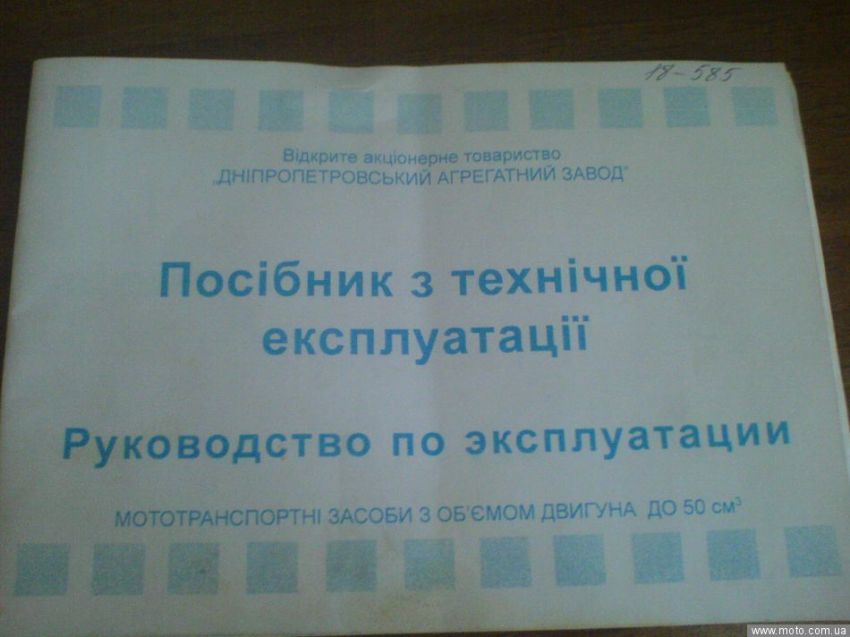 18-585
Відкрите акціонерне товариство
„ДНІПРОПЕТРОВСЬКИЙ АГРЕГАТНИЙ ЗАВОД"
Посібник з технічної
експлуатації
Руководство по эксплуатации
МОТОТРАНСПОРТНІ ЗАСОБИ З ОБ'ЄМОМ ДВИГУНА ДО 50 см³
www.moto.com.ua